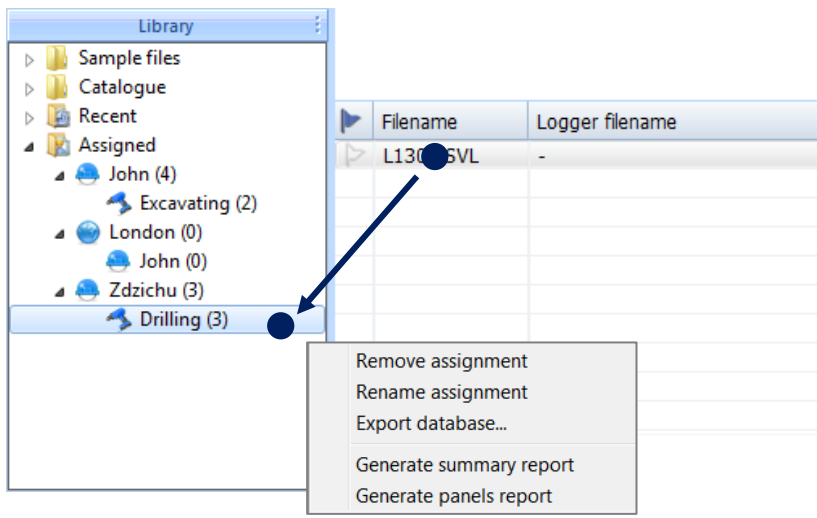 Library
Sample files
Catalogue
Recent
Assigned
John (4)
Excavating (2)
London (0)
John (0)
Zdzichu (3)
Drilling (3)
Filename Logger filename
-
Remove assignment
Rename assignment
Export database...
Generate summary report
Generate panels report